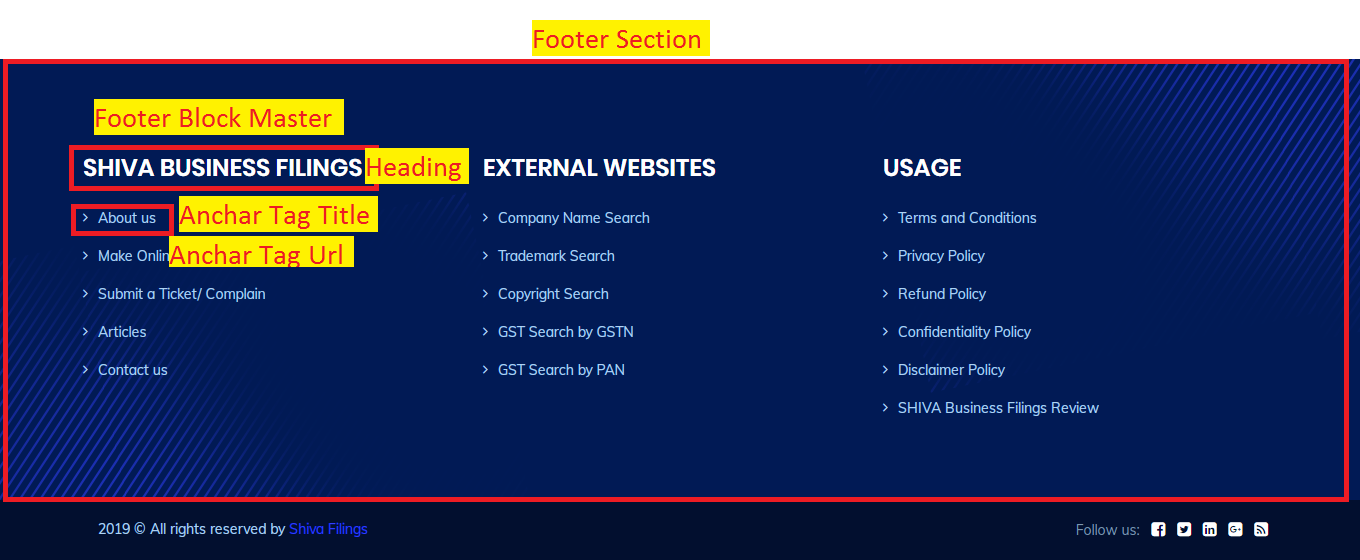 Footer Section
Footer Block Master
SHIVA BUSINESS FILINGS Heading
About us Anchar Tag Title
Make Onlin Anchar Tag Url
Submit a Ticket/ Complain
Articles
Contact us
EXTERNAL WEBSITES
Company Name Search
Trademark Search
Copyright Search
GST Search by GSTN
GST Search by PAN
USAGE
Terms and Conditions
Privacy Policy
Refund Policy
Confidentiality Policy
Disclaimer Policy
SHIVA Business Filings Review
2019 © All rights reserved by Shiva Filings
Follow us: